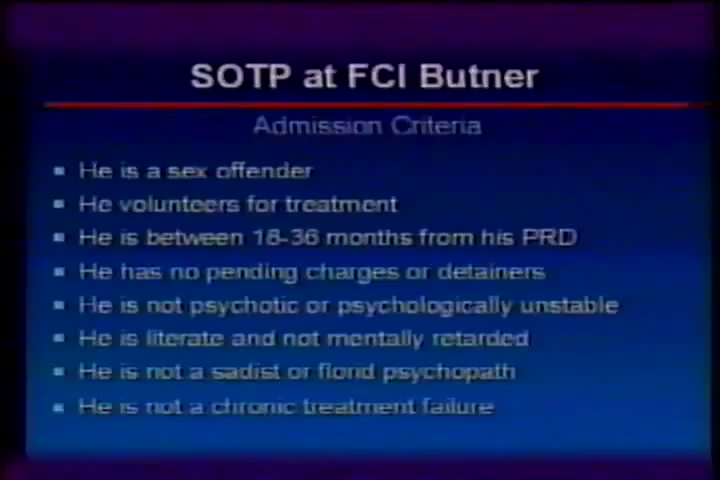 SOTP at FCI Butner
Admission Criteria
He is a sex offender
He volunteers for treatment
He is between 18-36 months from his PRD
He has no pending charges or detainers
He is not psychotic or psychologically unstable
He is literate and not mentally retarded
He is not a sadist or florid psychopath
He is not a chronic treatment failure